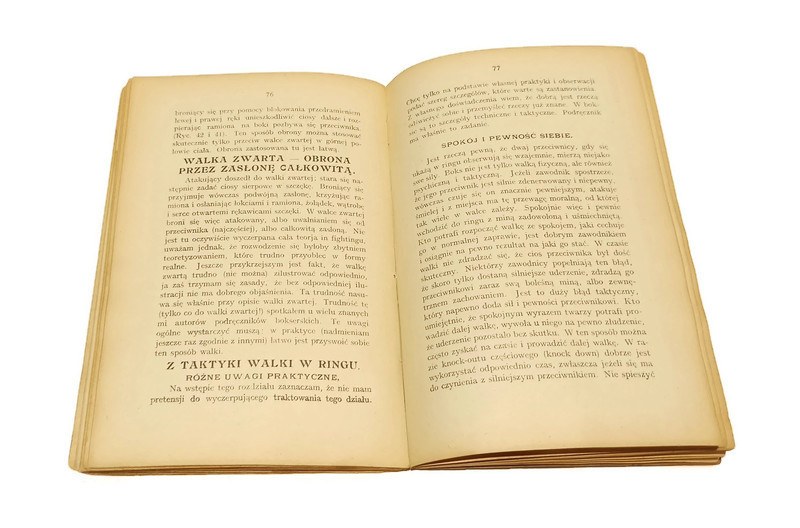 76
broniący się przy pomocy blokowania przedramieniem
lewej i prawej ręki unieszkodliwić ciosy dalsze i roz-
pierając ramiona na boki pozbywa się przeciwnika.
(Ryc. 42 i 41). Ten sposób obrony można stosować
skutecznie tylko przeciw walce zwartej w górnej po-
łowie ciała. Obrona zastosowana tu jest łatwą.
WALKA ZWARTA — OBRONA
PRZEZ ZASŁONĘ CAŁKOWITĄ.
Atakujący doszedł do walki zwartej; stara się na-
stępnie zadać ciosy sierpowe w szczękę. Broniący się
przyjmuje wówczas podwójną zasłonę, krzyżując ra-
miona i osłaniając łokciami i ramiona, żołądek, wątrobę
i serce otwartemi rękawicami szczęki. W walce zwartej
broni się więc atakowany, albo uwalnianiem się od
przeciwnika (najczęściej), albo całkowitą zasłoną. Nie
jest tu oczywiście wyczerpana cała teorja in fightingu,
uważam jednak, że rozwodzenie się byłoby zbytniem
teoretyzowaniem, które trudno przyoblec w formy
realne. Jeszcze przykrzejszym jest fakt, że walkę
zwartą trudno (nie można) zilustrować odpowiednio,
ja zaś trzymam się zasady, że bez odpowiedniej ilu-
stracji nie ma dobrego objaśnienia. Ta trudność nasu-
wa się właśnie przy opisie walki zwartej. Trudność tę
(tylko co do walki zwartej!) spotkałem u wielu znanych
mi autorów podręczników bokserskich. Te uwagi
ogólne wystarczyć muszą; w praktyce (nadmieniam
jeszcze raz zgodnie z innymi) łatwo jest przyswoić sobie
ten sposób walki.
Z TAKTYKI WALKI W RINGU.
RÓŻNE UWAGI PRAKTYCZNE,
Na wstępie tego rozdziału zaznaczam, że nie mam
pretensji do wyczerpującego traktowania tego działu.
77
Chcę tylko na podstawie własnej praktyki i obserwacji
podać szereg szczegółów, które warte są zastanowienia.
Z własnego doświadczenia wiem, że dobrą jest rzeczą
odświeżyć sobie i przemyśleć rzeczy już znane. W bok-
sie są to szczegóły techniczne i taktyczne. Podręcznik
ma właśnie to zadanie.
SPOKÓJ I PEWNOŚĆ SIEBIE.
Jest rzeczą pewną, że dwaj przeciwnicy, gdy się
ukażą w ringu obserwują się wzajemnie, mierzą niejako
swe siły. Boks nie jest tylko walką fizyczną, ale również
psychiczną i taktyczną. Jeżeli zawodnik spostrzeże,
że jego przeciwnik jest silnie zdenerwowany i niepewny,
wówczas czuje się on znacznie pewniejszym, atakuje
śmielej i z miejsca ma tę przewagę moralną, od której
tak wiele w walce zależy. Spokojnie więc i pewnie
wchodzić do ringu z miną zadowoloną i uśmiechniętą.
Kto potrafi rozpocząć walkę ze spokojem, jaki cechuje
go w normalnej zaprawie, jest dobrym zawodnikiem
i osiągnie na pewno rezultat na jaki go stać. W czasie
walki nie zdradzać się, że cios przeciwnika był dość
skuteczny. Niektórzy zawodnicy popełniają ten błąd,
że skoro tylko dostaną silniejsze uderzenie, zdradzą go
przeciwnikowi zaraz swą bolesną miną, albo zewnę-
trznem zachowaniem. Jest to duży błąd taktyczny,
który napewno doda sił i pewności przeciwnikowi. Kto
umiejętnie, ze spokojnym wyrazem twarzy potrafi pro-
wadzić dalej walkę, wywoła u niego na pewno złudzenie,
że uderzenie pozostało bez skutku. W ten sposób można
często zyskać na czasie i prowadzić dalej walkę. W ra-
zie knock-outu częściowego (knock down) dobrze jest
wykorzystać odpowiednio czas, zwłaszcza jeżeli się ma
do czynienia z silniejszym przeciwnikiem. Nie spieszyć